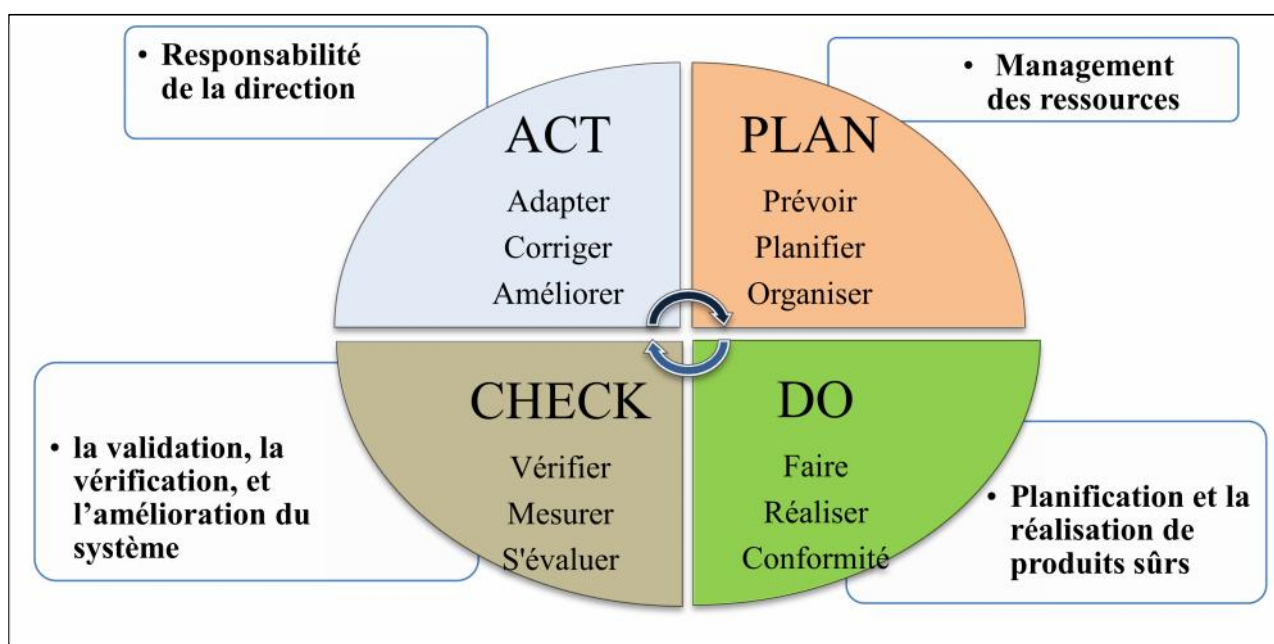 • Responsabilité
de la direction
• Management
des ressources
ACT
Adapter
Corriger
Améliorer
PLAN
Prévoir
Planifier
Organiser
CHECK
Vérifier
Mesurer
S'évaluer
DO
Faire
Réaliser
Conformité
• la validation, la
vérification, et
l’amélioration du
système
• Planification et la
réalisation de
produits sûrs